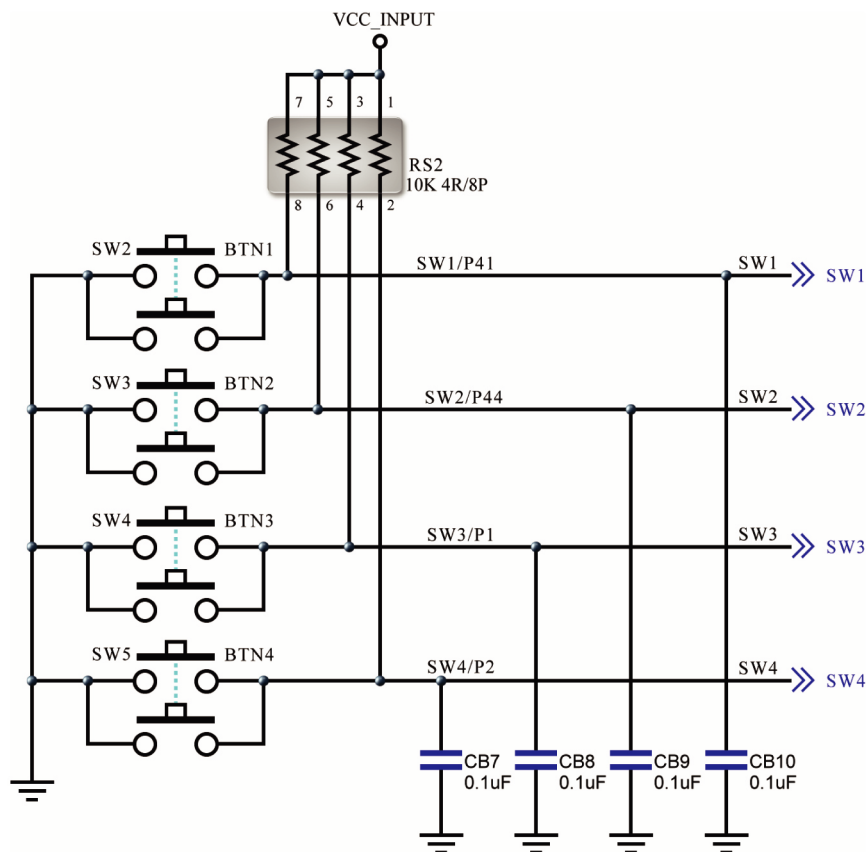 VCC_INPUT
7 5 3 1
RS2
10K 4R/8P
8 6 4 2
SW2 BTN1 SW1/P41 SW1 SW1
SW3 BTN2 SW2/P44 SW2 SW2
SW4 BTN3 SW3/P1 SW3 SW3
SW5 BTN4 SW4/P2 SW4 SW4
CB7 CB8 CB9 CB10
0.1uF 0.1uF 0.1uF 0.1uF